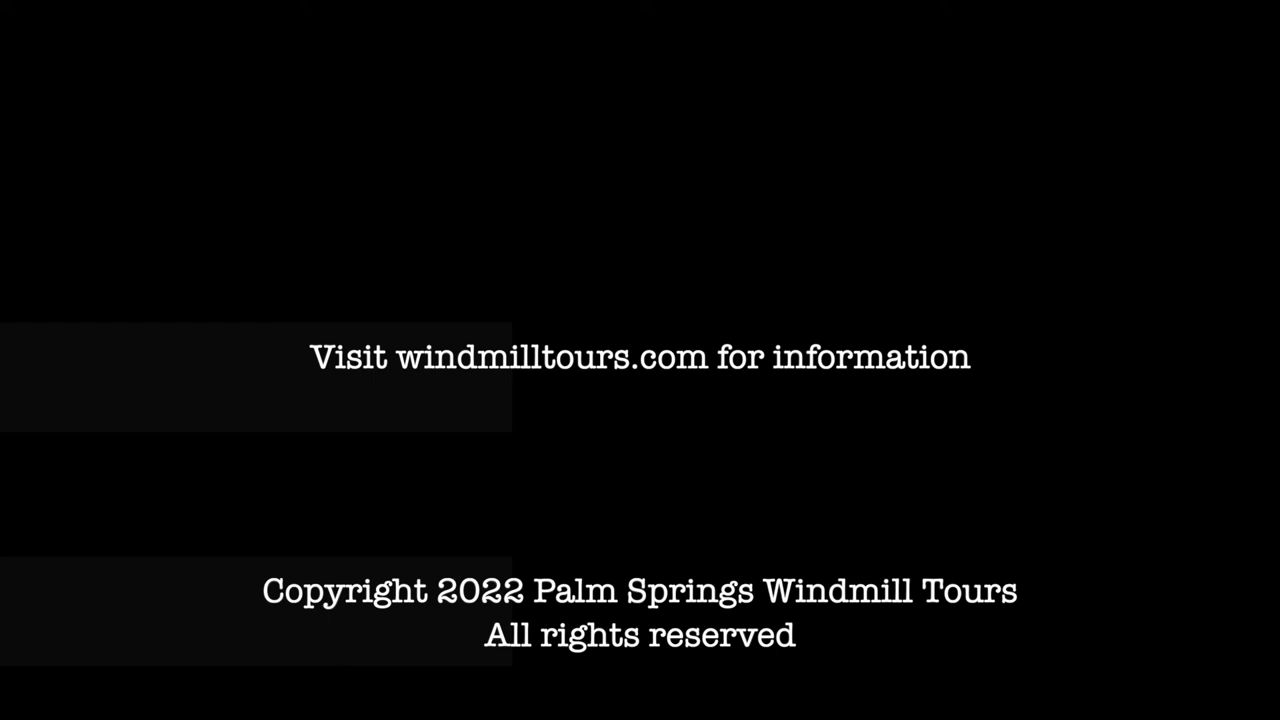 Visit windmilltours.com for information
Copyright 2022 Palm Springs Windmill Tours
All rights reserved